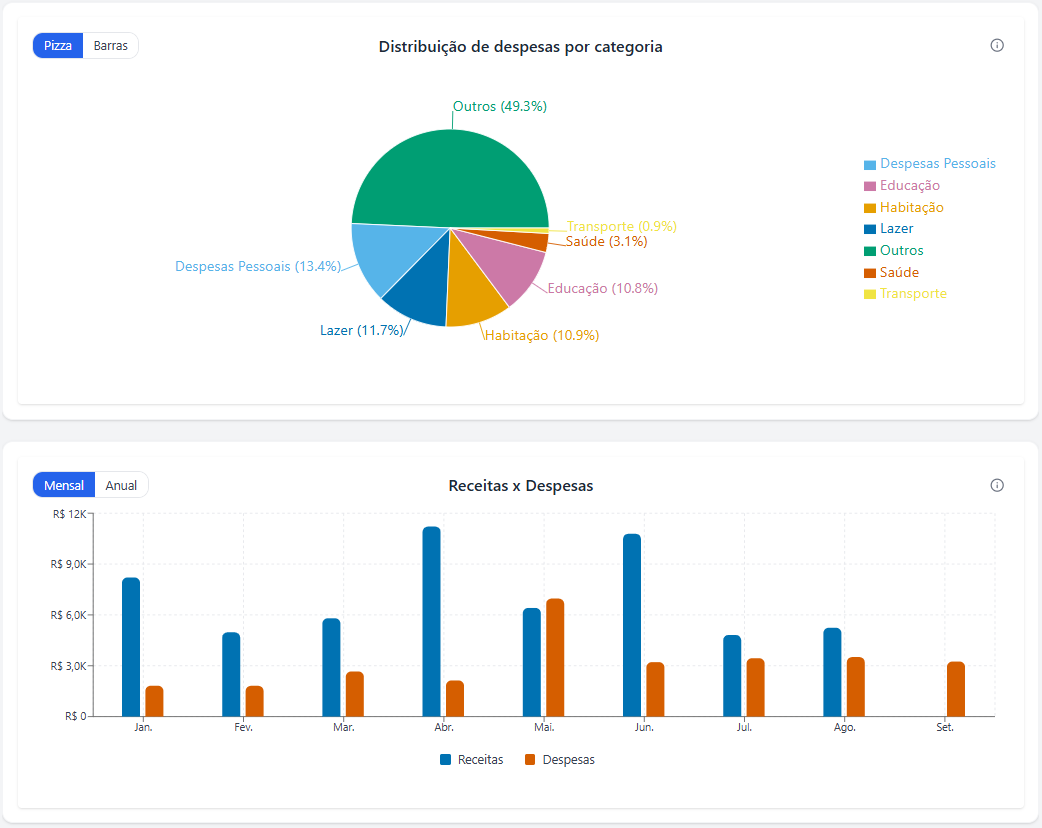 Pizza Barras
Distribuição de despesas por categoria
Outros (49.3%)
Transporte (0.9%)
Saúde (3.1%)
Despesas Pessoais (13.4%)
Educação (10.8%)
Lazer (11.7%)
Habitação (10.9%)
Despesas Pessoais
Educação
Habitação
Lazer
Outros
Saúde
Transporte
Mensal Anual
Receitas x Despesas
R$ 12K
R$ 9,0K
R$ 6,0K
R$ 3,0K
R$ 0
Jan. Fev. Mar. Abr. Mai. Jun. Jul. Ago. Set.
Receitas Despesas